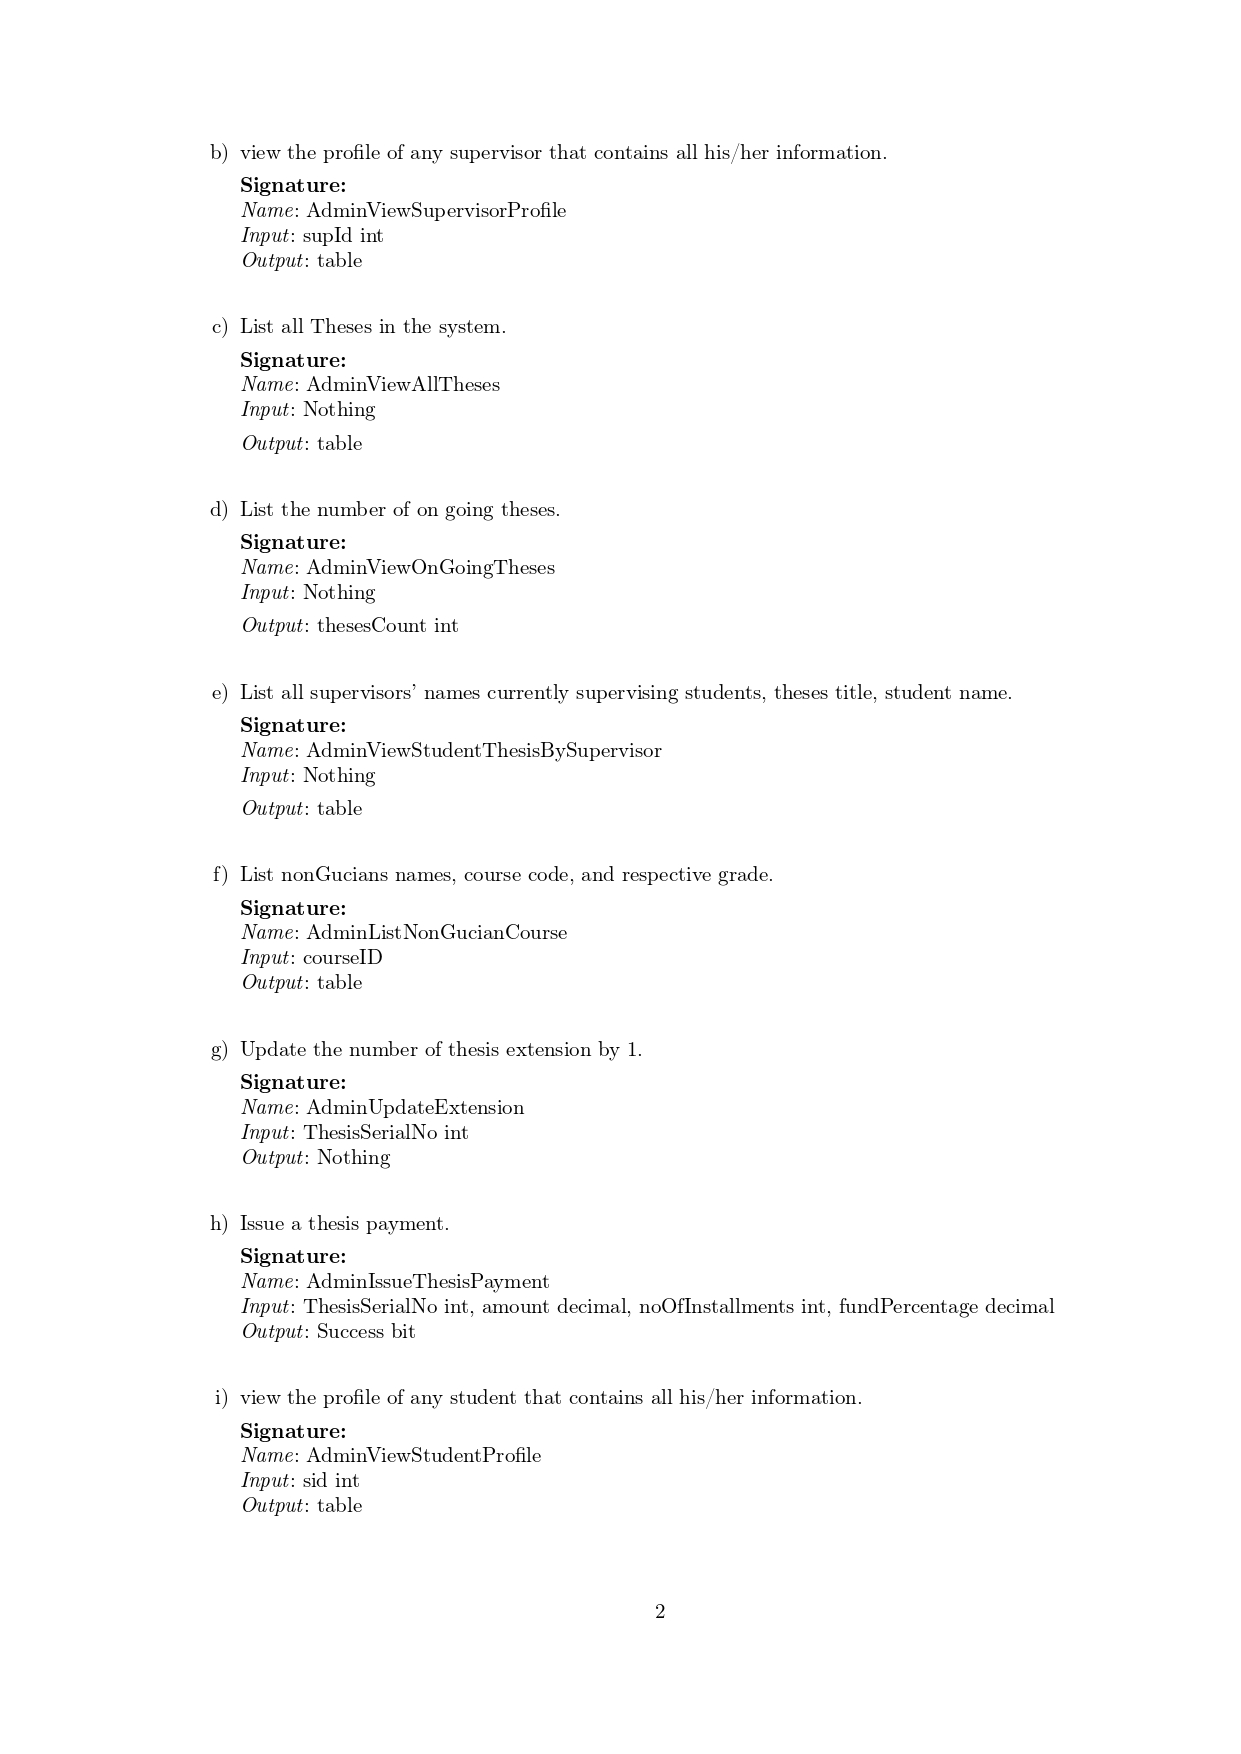 b) view the profile of any supervisor that contains all his/her information.
Signature:
Name: AdminViewSupervisorProfile
Input: supId int
Output: table
c) List all Theses in the system.
Signature:
Name: AdminViewAllTheses
Input: Nothing
Output: table
d) List the number of on going theses.
Signature:
Name: AdminViewOnGoingTheses
Input: Nothing
Output: thesesCount int
e) List all supervisors’ names currently supervising students, theses title, student name.
Signature:
Name: AdminViewStudentThesisBySupervisor
Input: Nothing
Output: table
f) List nonGucians names, course code, and respective grade.
Signature:
Name: AdminListNonGucianCourse
Input: courseID
Output: table
g) Update the number of thesis extension by 1.
Signature:
Name: AdminUpdateExtension
Input: ThesisSerialNo int
Output: Nothing
h) Issue a thesis payment.
Signature:
Name: AdminIssueThesisPayment
Input: ThesisSerialNo int, amount decimal, noOfInstallments int, fundPercentage decimal
Output: Success bit
i) view the profile of any student that contains all his/her information.
Signature:
Name: AdminViewStudentProfile
Input: sid int
Output: table
2